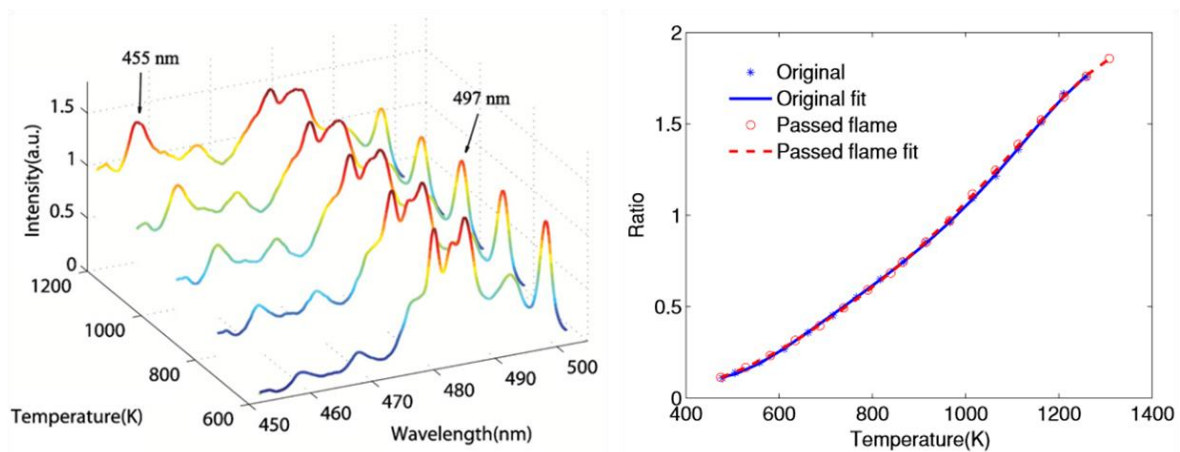 455 nm
497 nm
Intensity(a.u.)
1.5
1
0.5
0
1200
1000
800
600
Temperature(K)
450
460
470
480
490
500
Wavelength(nm)
Original
Original fit
Passed flame
Passed flame fit
Ratio
2
1.5
1
0.5
0
400
600
800
1000
1200
1400
Temperature(K)